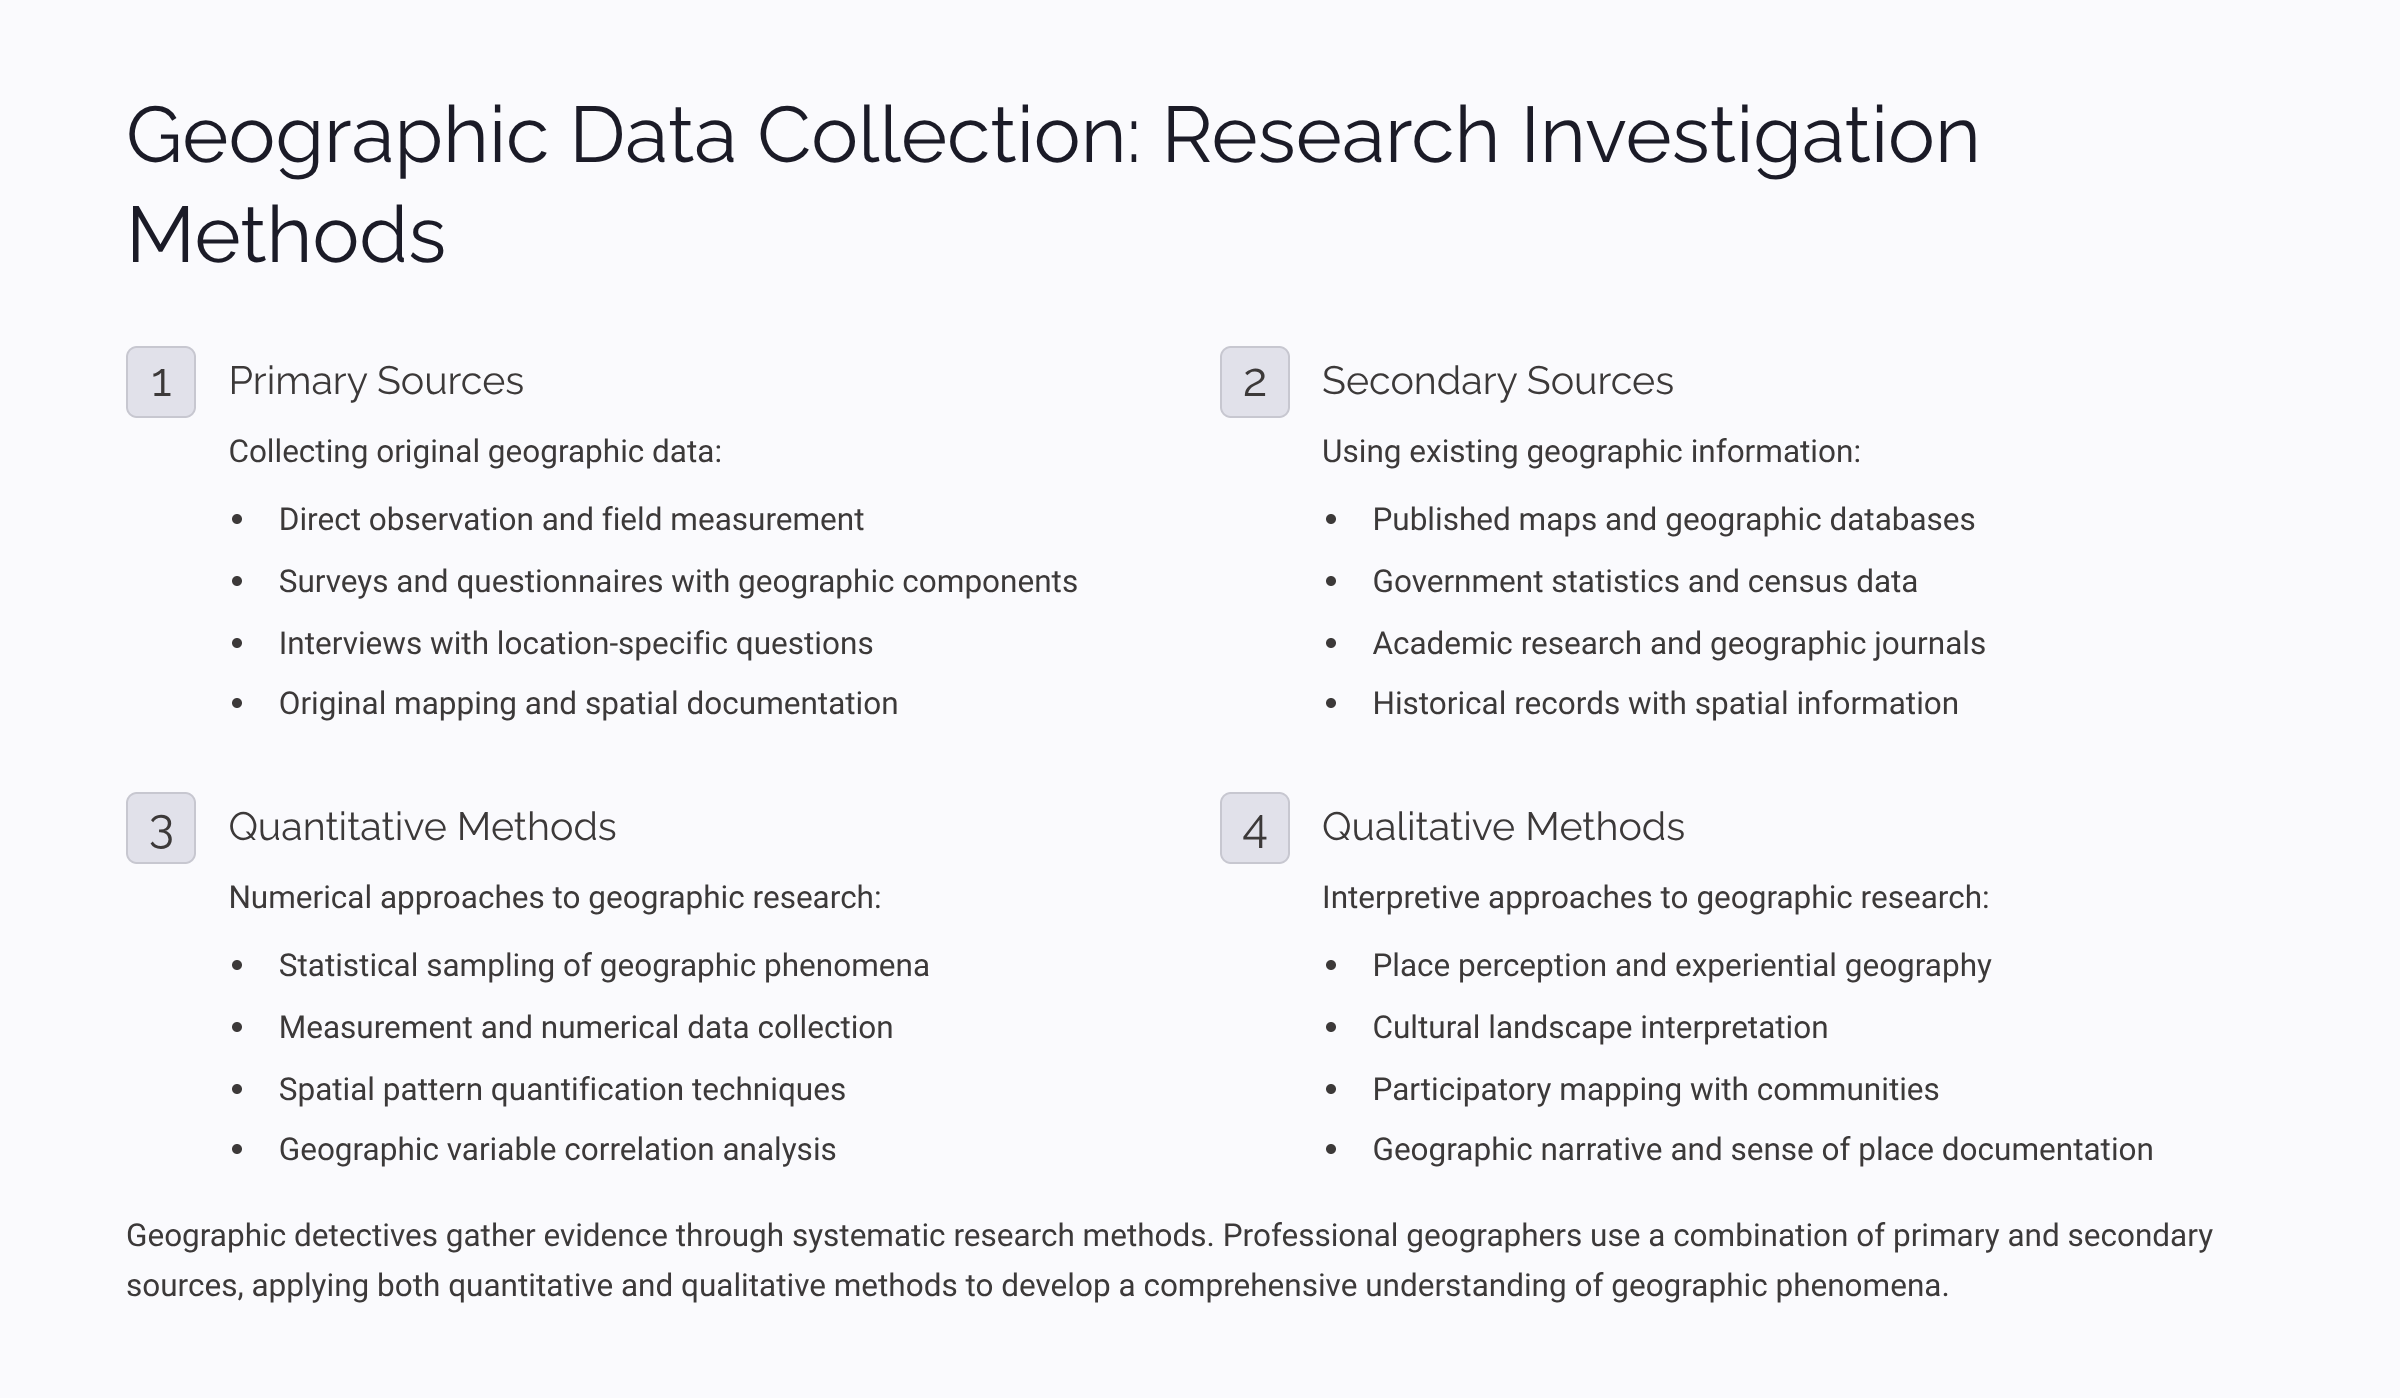 Geographic Data Collection: Research Investigation
Methods
1
Primary Sources
Collecting original geographic data:
• Direct observation and field measurement
• Surveys and questionnaires with geographic components
• Interviews with location-specific questions
• Original mapping and spatial documentation
2
Secondary Sources
Using existing geographic information:
• Published maps and geographic databases
• Government statistics and census data
• Academic research and geographic journals
• Historical records with spatial information
3
Quantitative Methods
Numerical approaches to geographic research:
• Statistical sampling of geographic phenomena
• Measurement and numerical data collection
• Spatial pattern quantification techniques
• Geographic variable correlation analysis
4
Qualitative Methods
Interpretive approaches to geographic research:
• Place perception and experiential geography
• Cultural landscape interpretation
• Participatory mapping with communities
• Geographic narrative and sense of place documentation
Geographic detectives gather evidence through systematic research methods. Professional geographers use a combination of primary and secondary
sources, applying both quantitative and qualitative methods to develop a comprehensive understanding of geographic phenomena.